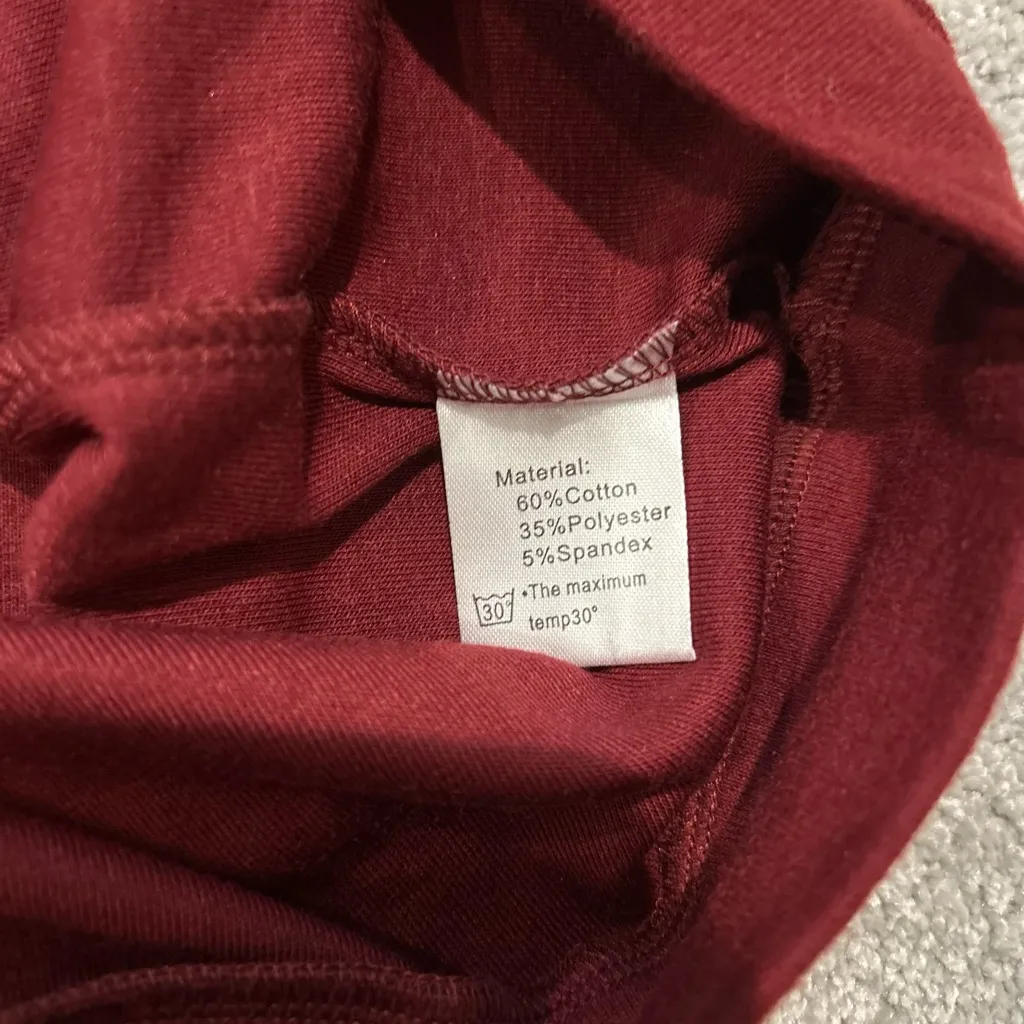 Material:
60%Cotton
35%Polyester
5%Spandex
30° •The maximum
temp30°